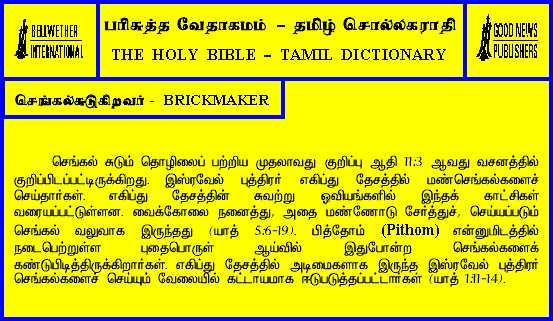 BELLWETHER
INTERNATIONAL
பரிசுத்த வேதாகமம் – தமிழ் சொல்லகராதி
THE HOLY BIBLE – TAMIL DICTIONARY
GOOD NEWS
PUBLISHERS
செங்கல்சுடுகிறவர் - BRICKMAKER
செங்கல் சுடும் தொழிலைப் பற்றிய முதலாவது குறிப்பு ஆதி 11:3 ஆவது வசனத்தில்
குறிப்பிடப்பட்டிருக்கிறது. இஸ்ரவேல் புத்திரர் எகிப்து தேசத்தில் மண்செங்கல்களைச்
செய்தார்கள். எகிப்து தேசத்தின் சுவற்று ஓவியங்களில் இந்தக் காட்சிகள்
வரையப்பட்டுள்ளன. வைக்கோலை நனைத்து, அதை மண்ணோடு சேர்த்துச், செய்யப்படும்
செங்கல் வலுவாக இருந்தது (யாத் 5:6-19). பித்தோம் (Pithom) என்னுமிடத்தில்
நடைபெற்றுள்ள புதைபொருள் ஆய்வில் இதுபோன்ற செங்கல்களைக்
கண்டுபிடித்திருக்கிறார்கள். எகிப்து தேசத்தில் அடிமைகளாக இருந்த இஸ்ரவேல் புத்திரர்
செங்கல்களைச் செய்யும் வேலையில் கட்டாயமாக ஈடுபடுத்தப்பட்டார்கள் (யாத் 1:11-14).